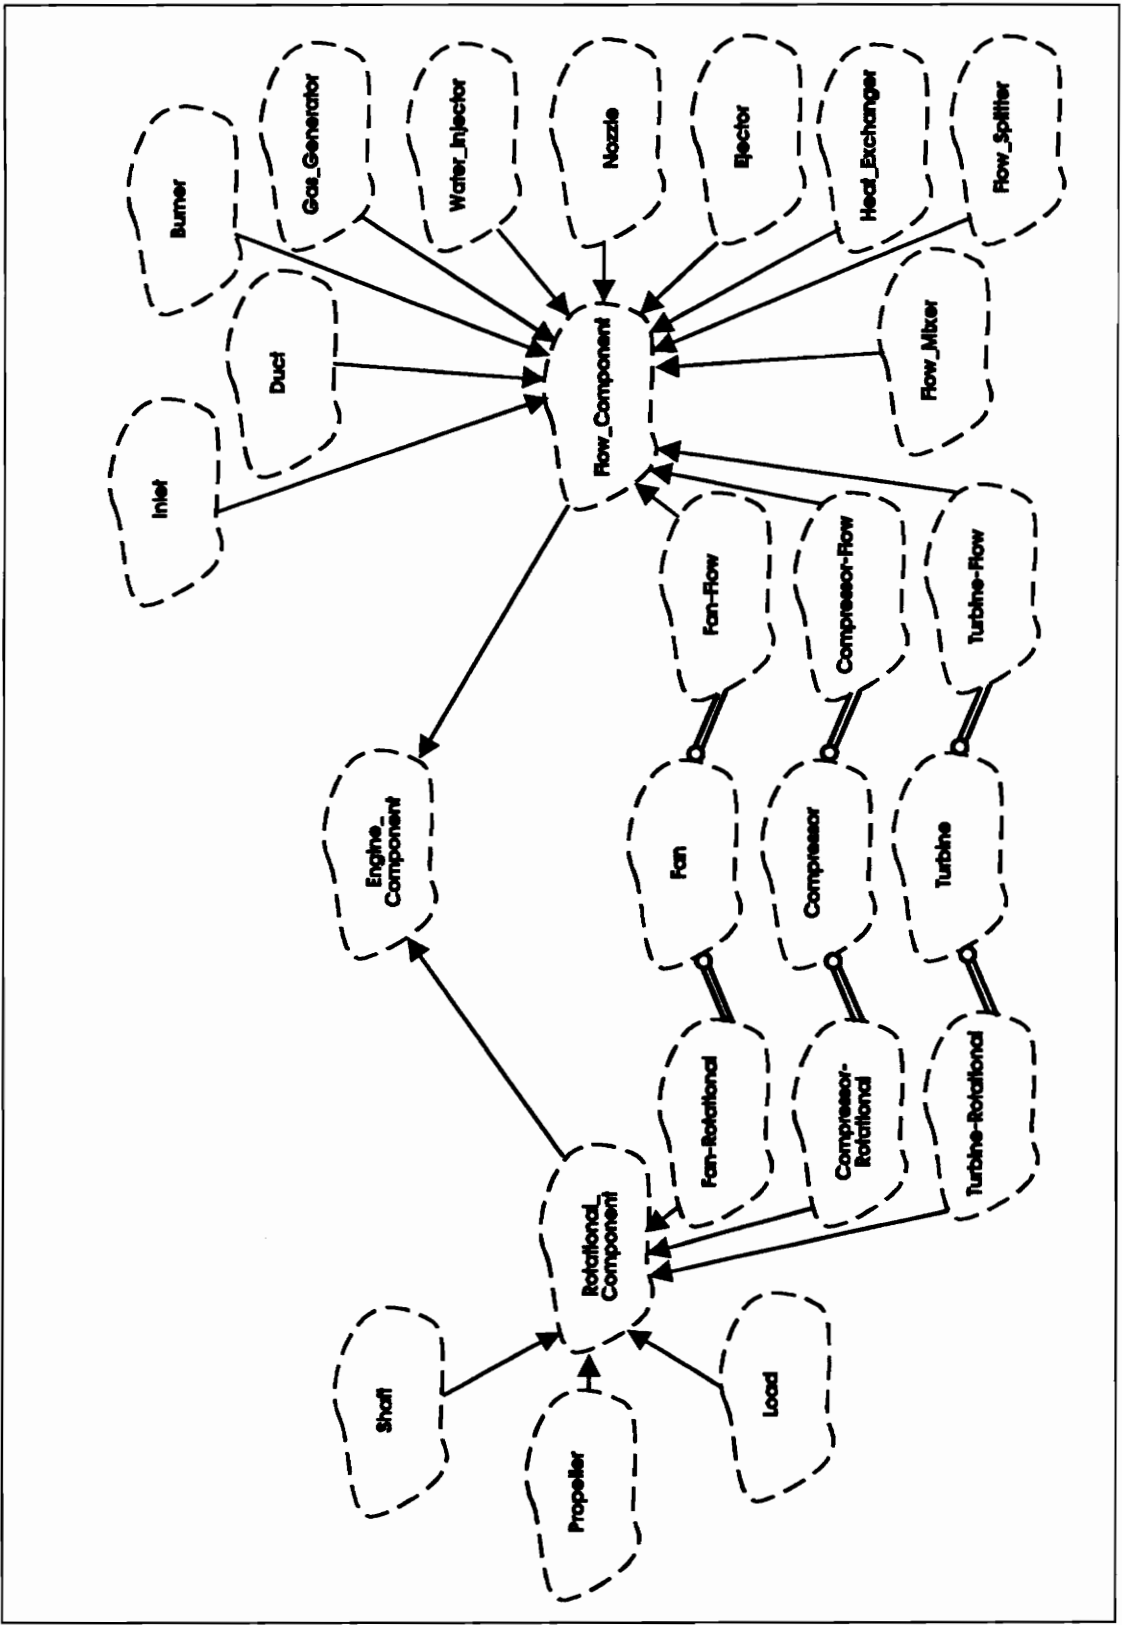 Engine_
Component
Inlet
Duct
Burner
Gas_Generator
Water_Injector
Nozzle
Ejector
Heat_Exchanger
Flow_Splitter
Flow_Mixer
Flow_Component
Shaft
Propeller
Load
Rotational_
Component
Fan-Rotational
Fan
Fan-Flow
Compressor-
Rotational
Compressor
Compressor-Flow
Turbine-Rotational
Turbine
Turbine-Flow